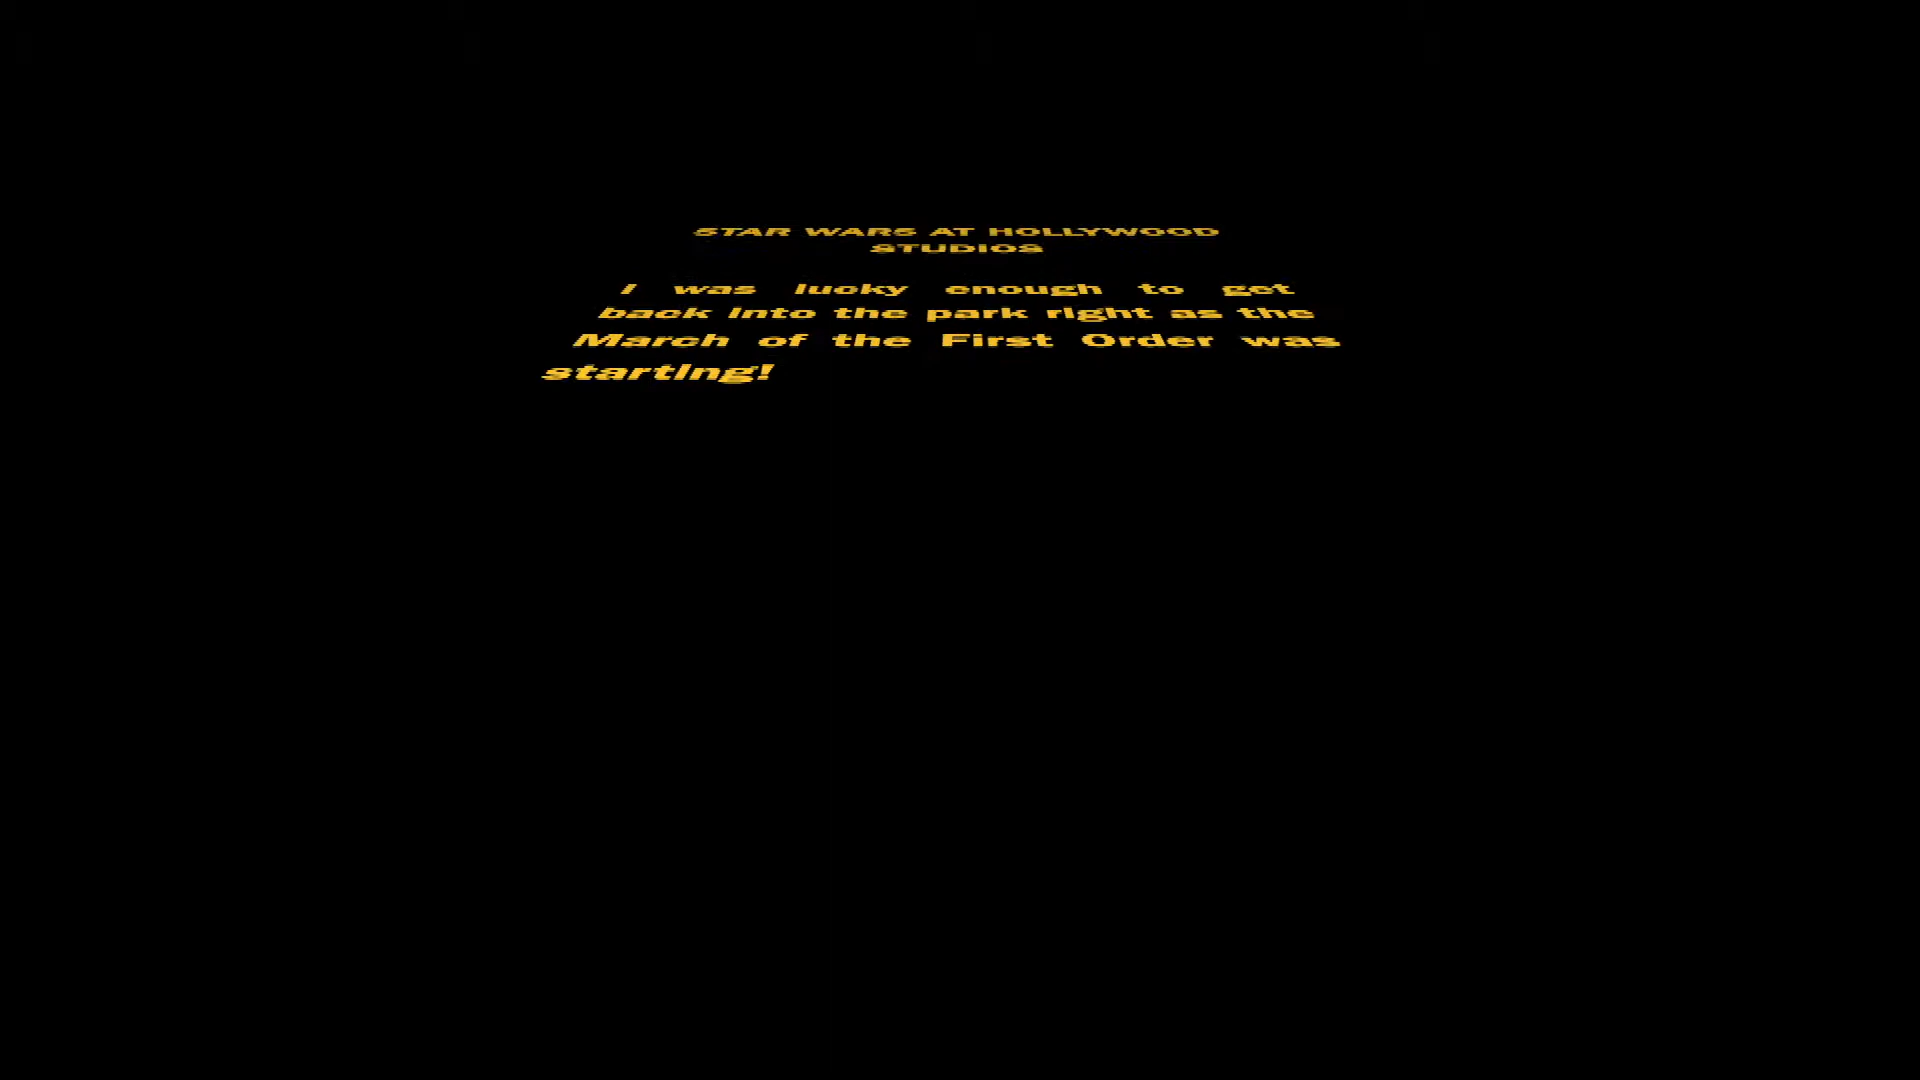 STAR WARS AT HOLLYWOOD
STUDIOS
I was lucky enough to get
back into the park right as the
March of the First Order was
starting!